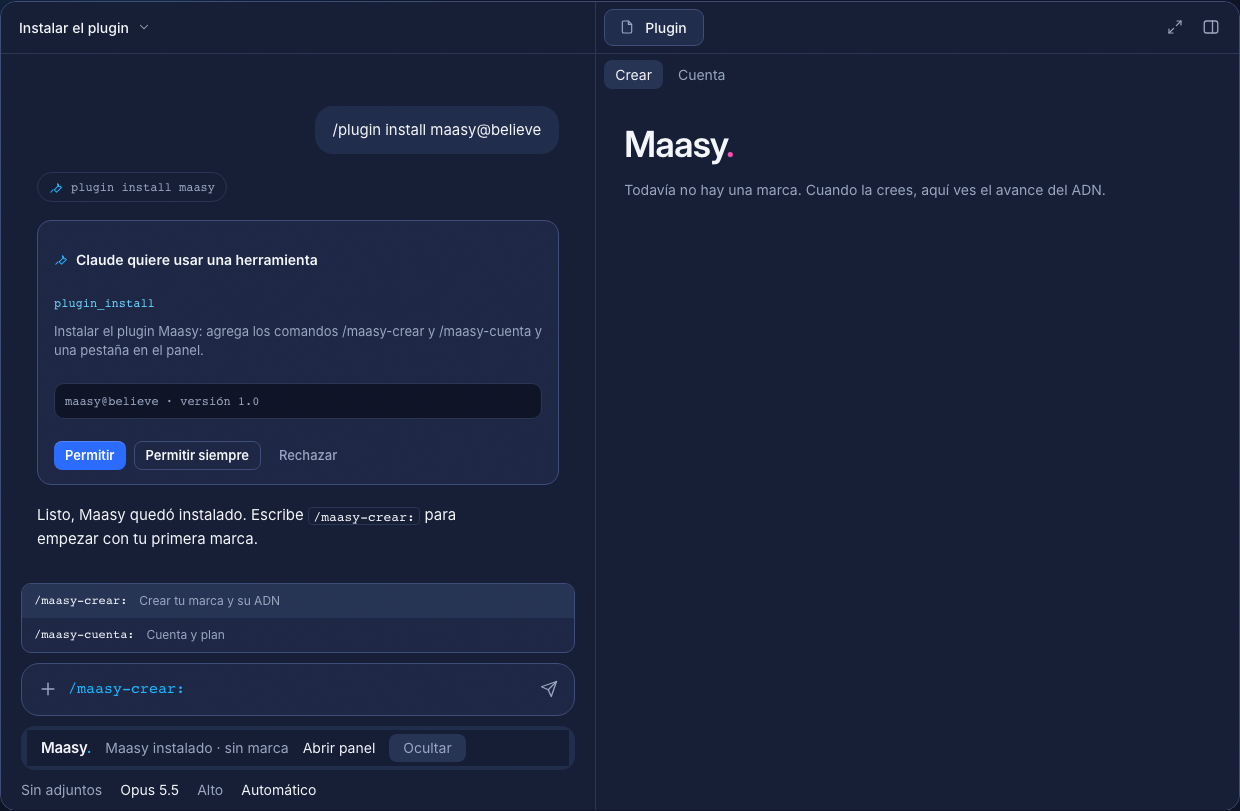 Instalar el plugin
/plugin install maasy@believe
plugin install maasy
Claude quiere usar una herramienta
plugin_install
Instalar el plugin Maasy: agrega los comandos /maasy-crear y /maasy-cuenta y
una pestaña en el panel.
maasy@believe · versión 1.0
Permitir
Permitir siempre
Rechazar
Listo, Maasy quedó instalado. Escribe /maasy-crear: para
empezar con tu primera marca.
/maasy-crear: Crear tu marca y su ADN
/maasy-cuenta: Cuenta y plan
/maasy-crear:
Maasy. Maasy instalado · sin marca Abrir panel Ocultar
Sin adjuntos Opus 5.5 Alto Automático
Plugin
Crear Cuenta
Maasy.
Todavía no hay una marca. Cuando la crees, aquí ves el avance del ADN.